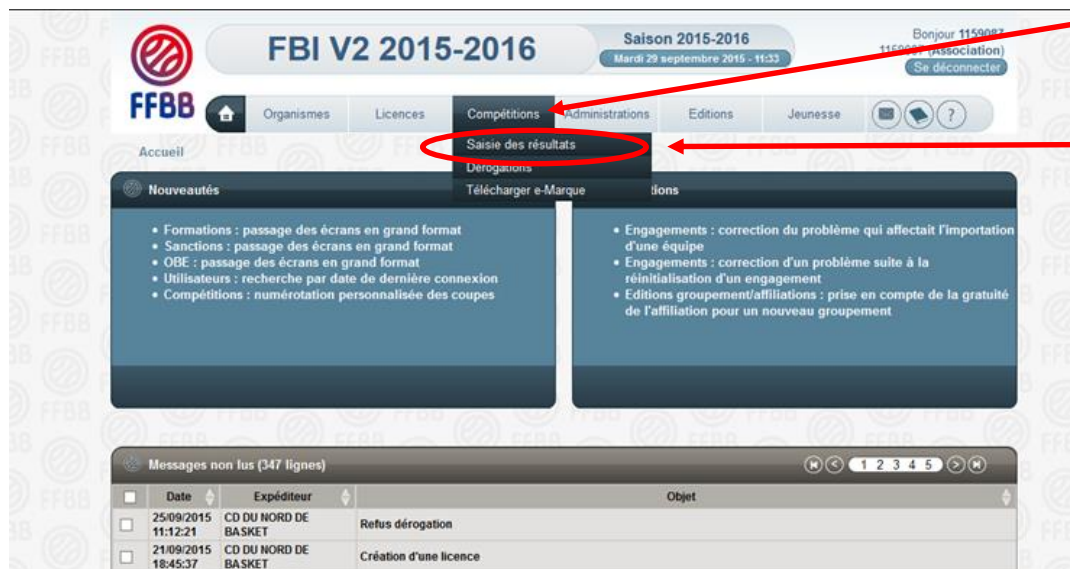 FBI V2 2015-2016
Saison 2015-2016
Mardi 29 septembre 2015 - 11:33
Bonjour 1159087
1159087 (Association)
Se déconnecter
FFBB
Organismes Licences Compétitions Administrations Editions Jeunesse ?
Accueil
Saisie des résultats
Dérogations
Télécharger e-Marque
Nouveautés
• Formations : passage des écrans en grand format
• Sanctions : passage des écrans en grand format
• OBE : passage des écrans en grand format
• Utilisateurs : recherche par date de dernière connexion
• Compétitions : numérotation personnalisée des coupes
• Engagements : correction du problème qui affectait l'importation
d'une équipe
• Engagements : correction d'un problème suite à la
réinitialisation d'un engagement
• Editions groupement/affiliations : prise en compte de la gratuité
de l'affiliation pour un nouveau groupement
Messages non lus (347 lignes)
1 2 3 4 5
Date Expéditeur Objet
25/09/2015 CD DU NORD DE
11:12:21 BASKET
Refus dérogation
21/09/2015 CD DU NORD DE
18:45:37 BASKET
Création d'une licence